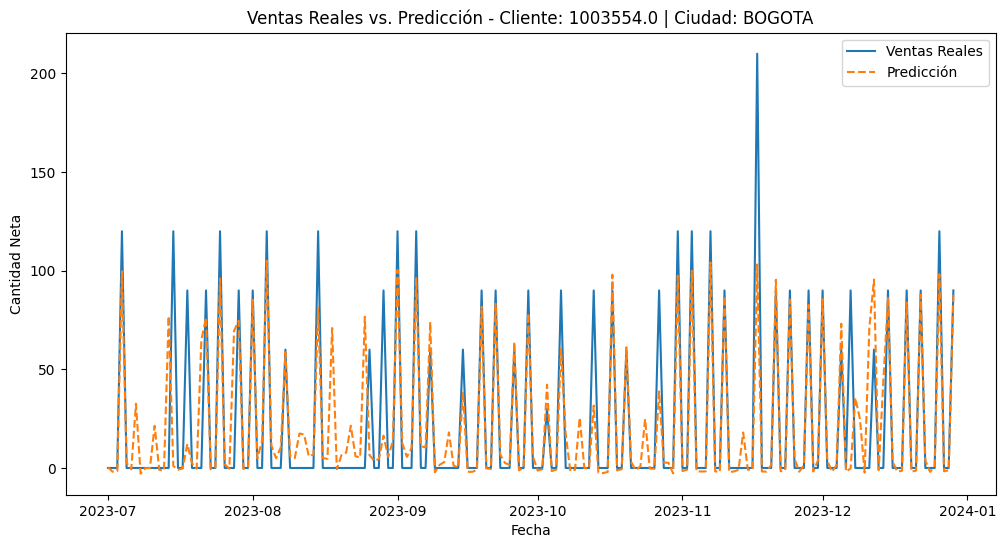 Ventas Reales vs. Predicción - Cliente: 1003554.0 | Ciudad: BOGOTA
Ventas Reales
Predicción
Cantidad Neta
200
150
100
50
0
2023-07
2023-08
2023-09
2023-10
2023-11
2023-12
2024-01
Fecha